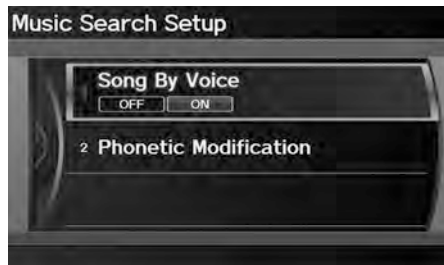 Music Search Setup
Song By Voice
OFF ON
2 Phonetic Modification